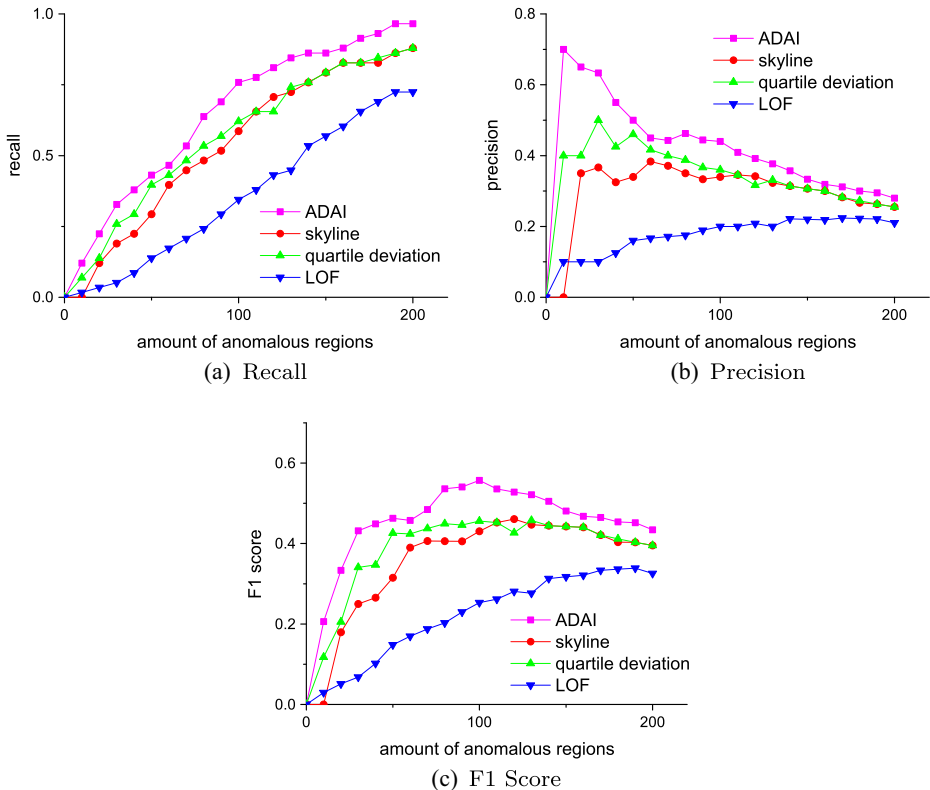 1.0
0.5
0.0
0
100
200
recall
amount of anomalous regions
ADAI
skyline
quartile deviation
LOF
(a) Recall
0.8
0.6
0.4
0.2
0.0
0
100
200
precision
amount of anomalous regions
ADAI
skyline
quartile deviation
LOF
(b) Precision
0.6
0.4
0.2
0.0
0
100
200
F1 score
amount of anomalous regions
ADAI
skyline
quartile deviation
LOF
(c) F1 Score